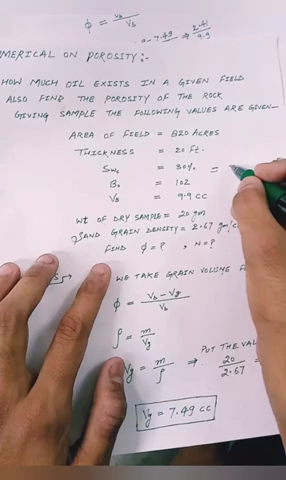 ϕ = Vb/Vb
= 7.49 ⇒ 2.41/9.9
MERICAL ON POROSITY:-
HOW MUCH OIL EXISTS IN A GIVEN FIELD
ALSO FIND THE POROSITY OF THE ROCK
GIVING SAMPLE THE FOLLOWING VALUES ARE GIVEN-
AREA OF FIELD = 820 ACRES
THICKNESS = 20 Ft.
Swc = 30% =
Bo = 102
VB = 9.9 CC
Wt OF DRY SAMPLE = 20 gm
SAND GRAIN DENSITY = 2.67 gm/c
FIND ϕ = ? , N = ?
WE TAKE GRAIN VOLUME F
ϕ = Vb - Vg / Vb
ρ = m/Vg
PUT THE VAL
Vg = m/ρ ⇒ 20/2.67 =
Vg = 7.49 CC